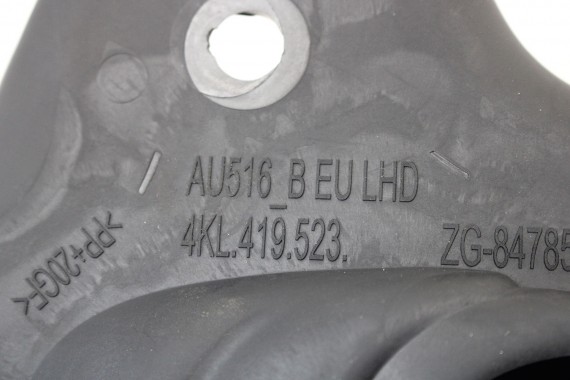 AU516_B EU LHD
4KL.419.523.
ZG-84785
>PP+20GF<